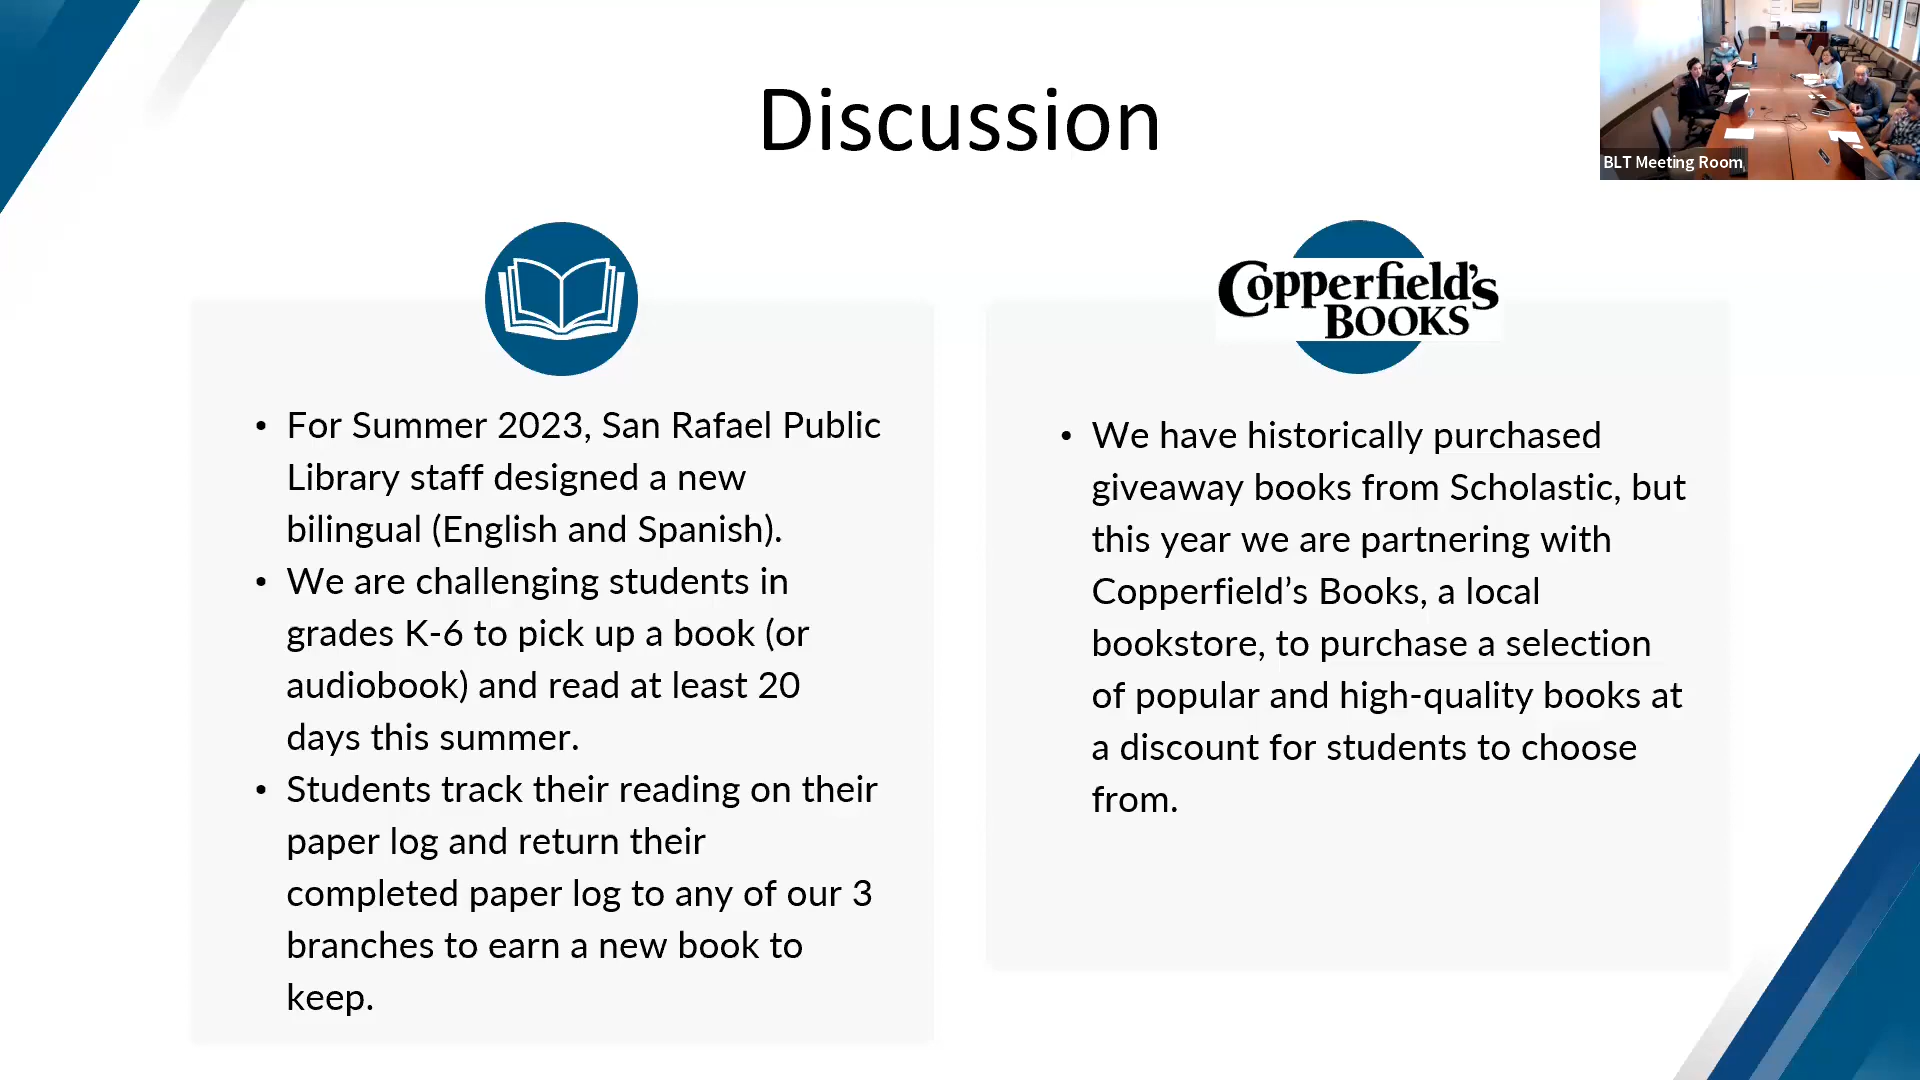 Discussion
BLT Meeting Room
Copperfield's
BOOKS
• For Summer 2023, San Rafael Public
Library staff designed a new
bilingual (English and Spanish).
• We are challenging students in
grades K-6 to pick up a book (or
audiobook) and read at least 20
days this summer.
• Students track their reading on their
paper log and return their
completed paper log to any of our 3
branches to earn a new book to
keep.
• We have historically purchased
giveaway books from Scholastic, but
this year we are partnering with
Copperfield’s Books, a local
bookstore, to purchase a selection
of popular and high-quality books at
a discount for students to choose
from.